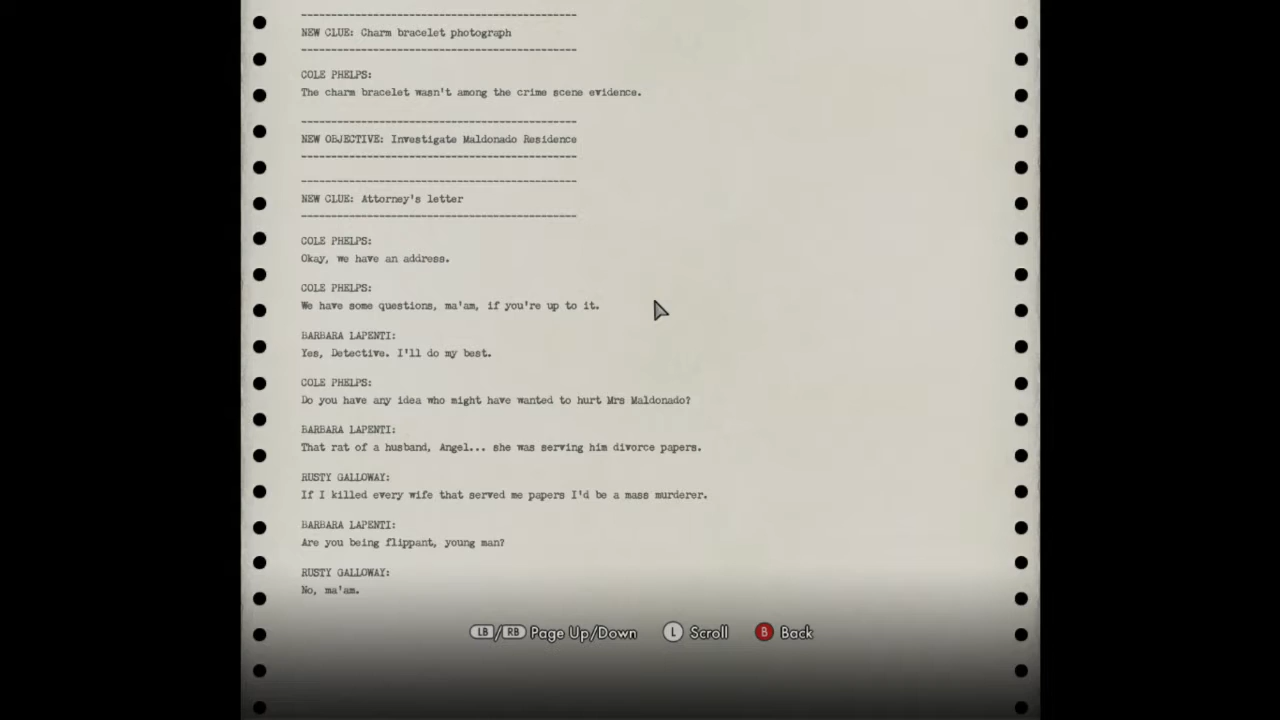 ----------------------------------------------
NEW CLUE: Charm bracelet photograph
----------------------------------------------
COLE PHELPS:
The charm bracelet wasn't among the crime scene evidence.
----------------------------------------------
NEW OBJECTIVE: Investigate Maldonado Residence
----------------------------------------------
----------------------------------------------
NEW CLUE: Attorney's letter
----------------------------------------------
COLE PHELPS:
Okay, we have an address.
COLE PHELPS:
We have some questions, ma'am, if you're up to it.
BARBARA LAPENTI:
Yes, Detective. I'll do my best.
COLE PHELPS:
Do you have any idea who might have wanted to hurt Mrs Maldonado?
BARBARA LAPENTI:
That rat of a husband, Angel... she was serving him divorce papers.
RUSTY GALLOWAY:
If I killed every wife that served me papers I'd be a mass murderer.
BARBARA LAPENTI:
Are you being flippant, young man?
RUSTY GALLOWAY:
No, ma'am.
LB/RB Page Up/Down L Scroll B Back